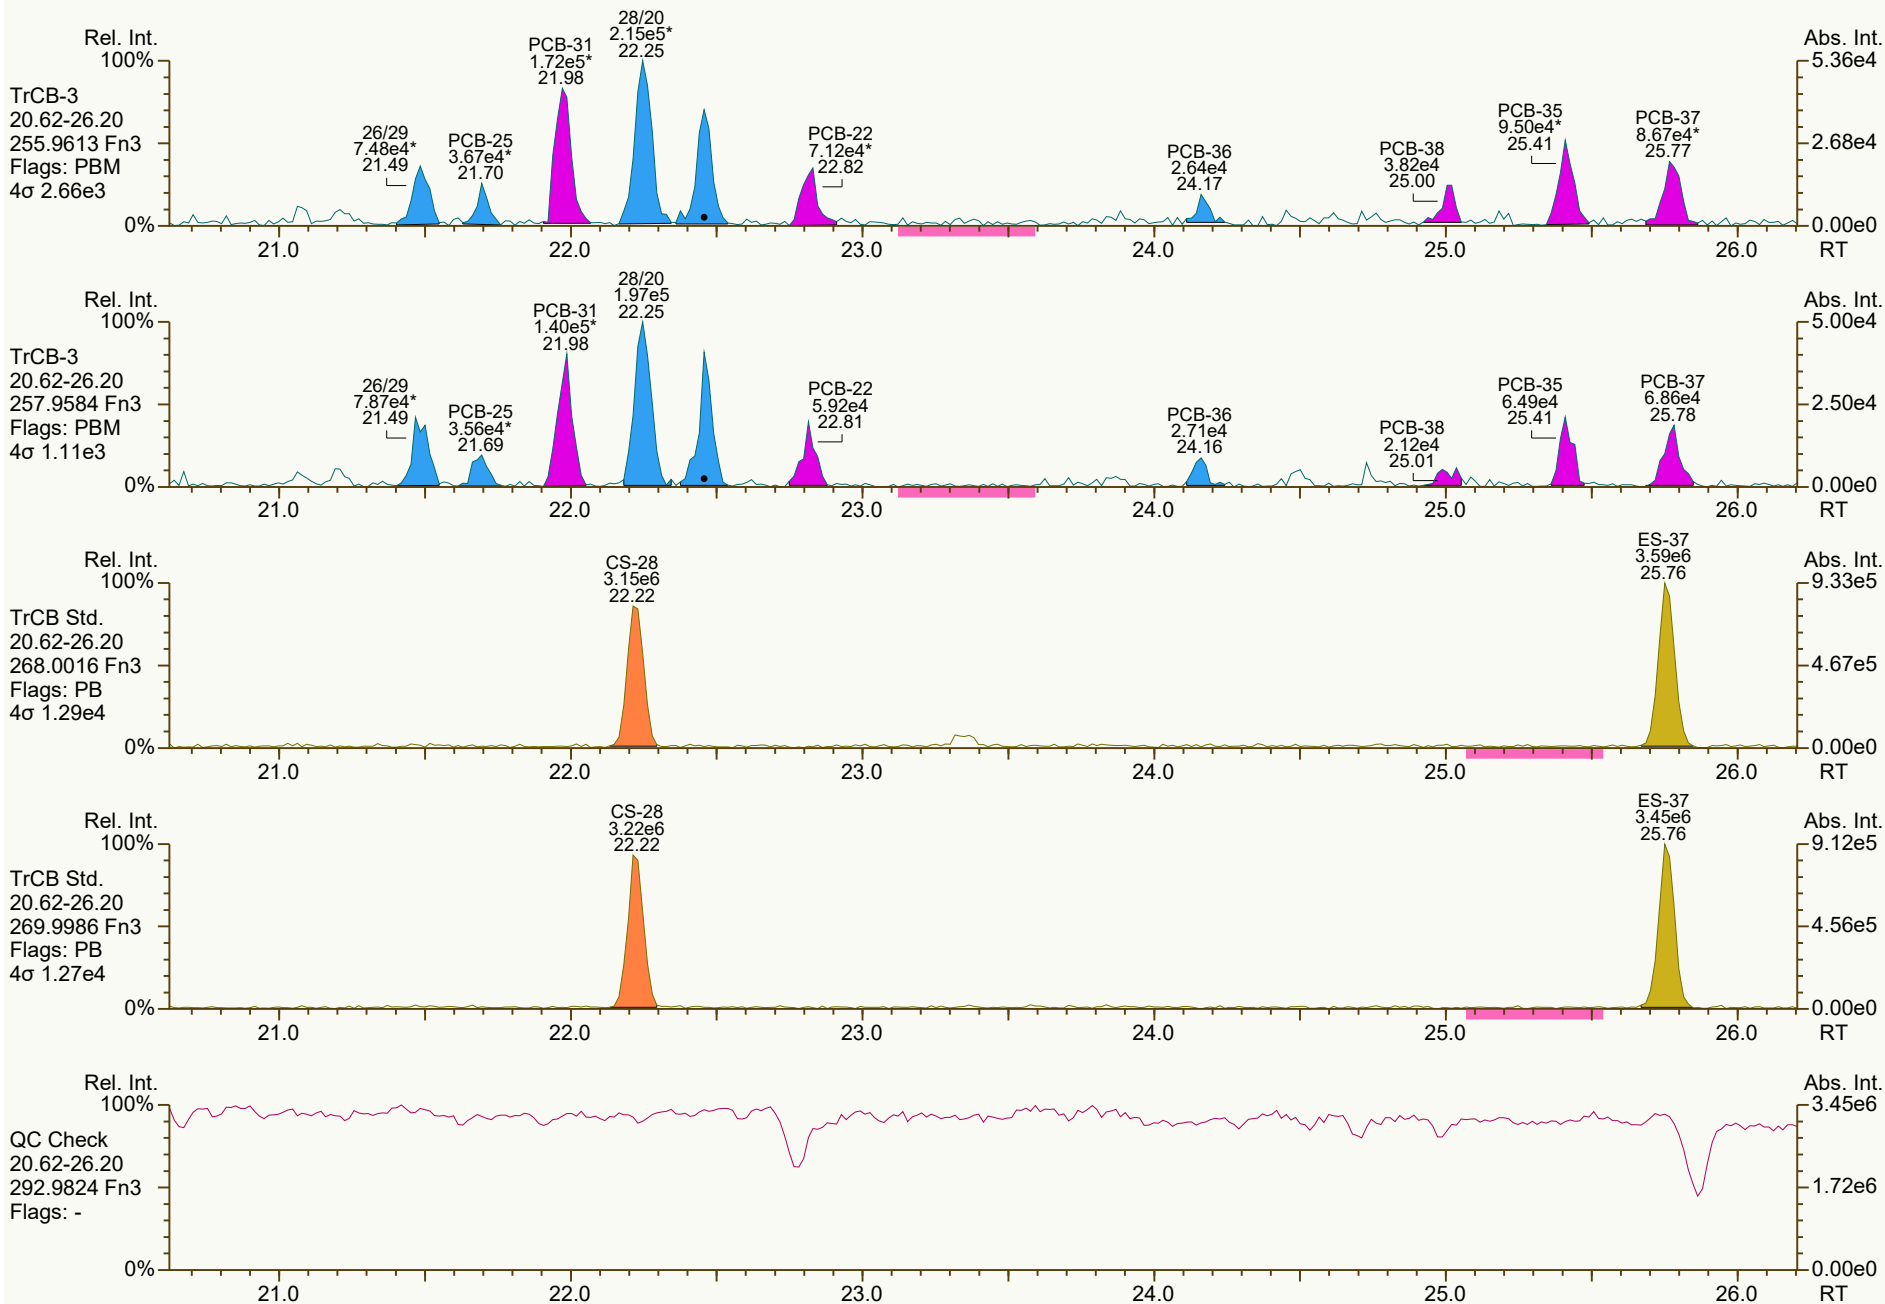 Rel. Int.
Abs. Int.
100%
0%
TrCB-3
20.62-26.20
255.9613 Fn3
Flags: PBM
4σ 2.66e3
26/29
7.48e4*
21.49
PCB-25
3.67e4*
21.70
PCB-31
1.72e5*
21.98
28/20
2.15e5*
22.25
PCB-22
7.12e4*
22.82
PCB-36
2.64e4
24.17
PCB-38
3.82e4
25.00
PCB-35
9.50e4*
25.41
PCB-37
8.67e4*
25.77
5.36e4
2.68e4
0.00e0
21.0 22.0 23.0 24.0 25.0 26.0 RT
Rel. Int.
Abs. Int.
100%
0%
TrCB-3
20.62-26.20
257.9584 Fn3
Flags: PBM
4σ 1.11e3
26/29
7.87e4*
21.49
PCB-25
3.56e4*
21.69
PCB-31
1.40e5*
21.98
28/20
1.97e5
22.25
PCB-22
5.92e4
22.81
PCB-36
2.71e4
24.16
PCB-38
2.12e4
25.01
PCB-35
6.49e4
25.41
PCB-37
6.86e4
25.78
5.00e4
2.50e4
0.00e0
21.0 22.0 23.0 24.0 25.0 26.0 RT
Rel. Int.
Abs. Int.
100%
0%
TrCB Std.
20.62-26.20
268.0016 Fn3
Flags: PB
4σ 1.29e4
CS-28
3.15e6
22.22
ES-37
3.59e6
25.76
9.33e5
4.67e5
0.00e0
21.0 22.0 23.0 24.0 25.0 26.0 RT
Rel. Int.
Abs. Int.
100%
0%
TrCB Std.
20.62-26.20
269.9986 Fn3
Flags: PB
4σ 1.27e4
CS-28
3.22e6
22.22
ES-37
3.45e6
25.76
9.12e5
4.56e5
0.00e0
21.0 22.0 23.0 24.0 25.0 26.0 RT
Rel. Int.
Abs. Int.
100%
0%
QC Check
20.62-26.20
292.9824 Fn3
Flags: -
3.45e6
1.72e6
0.00e0
21.0 22.0 23.0 24.0 25.0 26.0 RT